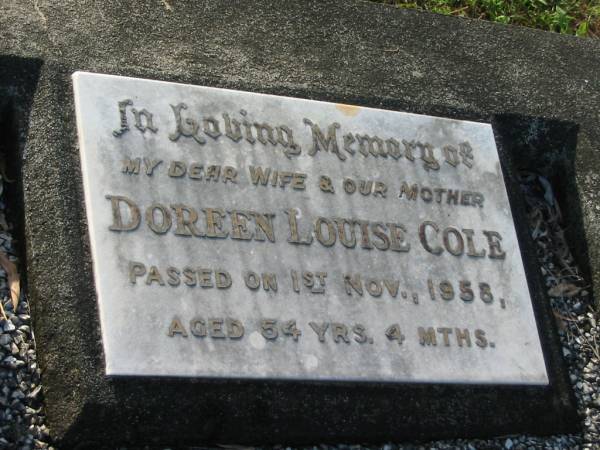 In Loving Memory of
MY DEAR WIFE & OUR MOTHER
DOREEN LOUISE COLE
PASSED ON 1ST NOV., 1958,
AGED 54 YRS. 4 MTHS.